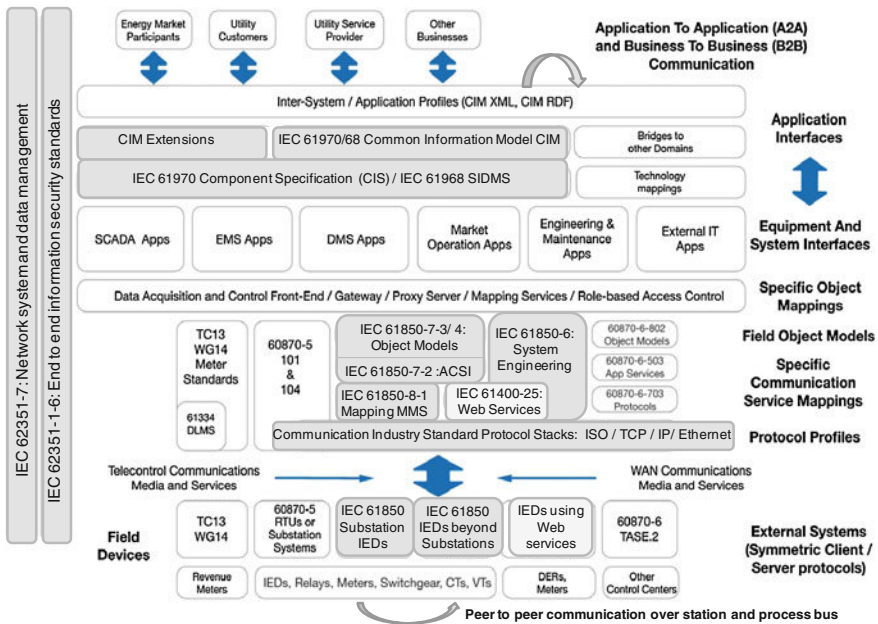 Energy Market
Participants
Utility
Customers
Utility Service
Provider
Other
Businesses
Application To Application (A2A)
and Business To Business (B2B)
Communication
Inter-System / Application Profiles (CIM XML, CIM RDF)
CIM Extensions
IEC 61970/68 Common Information Model CIM
Bridges to
other Domains
Application
Interfaces
IEC 61970 Component Specification (CIS) / IEC 61968 SIDMS
Technology
mappings
SCADA Apps
EMS Apps
DMS Apps
Market
Operation Apps
Engineering &
Maintenance
Apps
External IT
Apps
Equipment And
System Interfaces
Data Acquisition and Control Front-End / Gateway / Proxy Server / Mapping Services / Role-based Access Control
Specific Object
Mappings
TC13
WG14
Meter
Standards
61334
DLMS
60870-5
101
&
104
IEC 61850-7-3/ 4:
Object Models
IEC 61850-7-2 :ACSI
IEC 61850-8-1
Mapping MMS
IEC 61850-6:
System
Engineering
IEC 61400-25:
Web Services
60870-6-802
Object Models
60870-6-503
App Services
60870-6-703
Protocols
Field Object Models
Specific
Communication
Service Mappings
Communication Industry Standard Protocol Stacks: ISO / TCP / IP/ Ethernet
Protocol Profiles
Telecontrol Communications
Media and Services
WAN Communications
Media and Services
Field
Devices
TC13
WG14
60870-5
RTUs or
Substation
Systems
IEC 61850
Substation
IEDs
IEC 61850
IEDs beyond
Substations
IEDs using
Web
services
60870-6
TASE.2
External Systems
(Symmetric Client /
Server protocols)
Revenue
Meters
IEDs, Relays, Meters, Switchgear, CTs, VTs
DERs,
Meters
Other
Control Centers
Peer to peer communication over station and process bus
IEC 62351-7: Network system and data management
IEC 62351-1-6: End to end information security standards